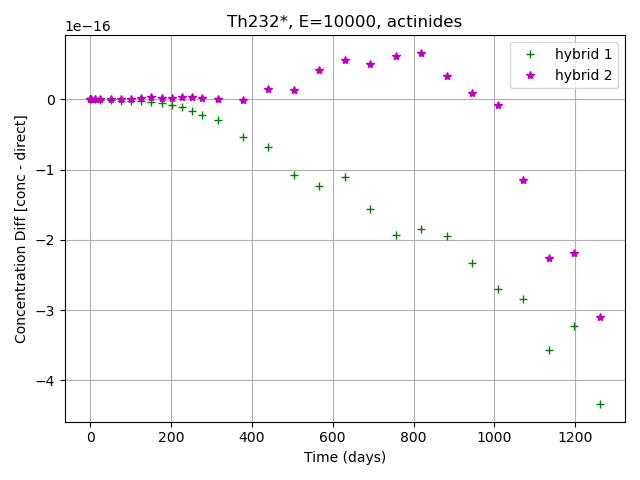 Th232*, E=10000, actinides
1e−16
hybrid 1
hybrid 2
0
−1
−2
−3
−4
Concentration Diff [conc - direct]
0 200 400 600 800 1000 1200
Time (days)